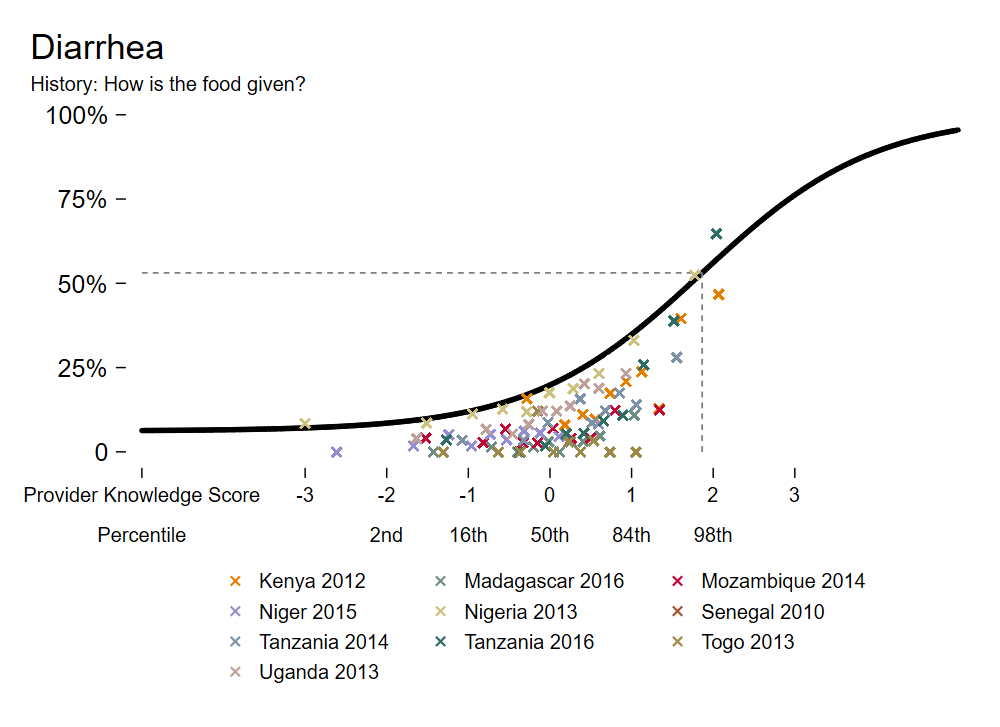 Diarrhea
History: How is the food given?
100%
75%
50%
25%
0
Provider Knowledge Score -3 -2 -1 0 1 2 3
Percentile 2nd 16th 50th 84th 98th
Kenya 2012 Madagascar 2016 Mozambique 2014
Niger 2015 Nigeria 2013 Senegal 2010
Tanzania 2014 Tanzania 2016 Togo 2013
Uganda 2013